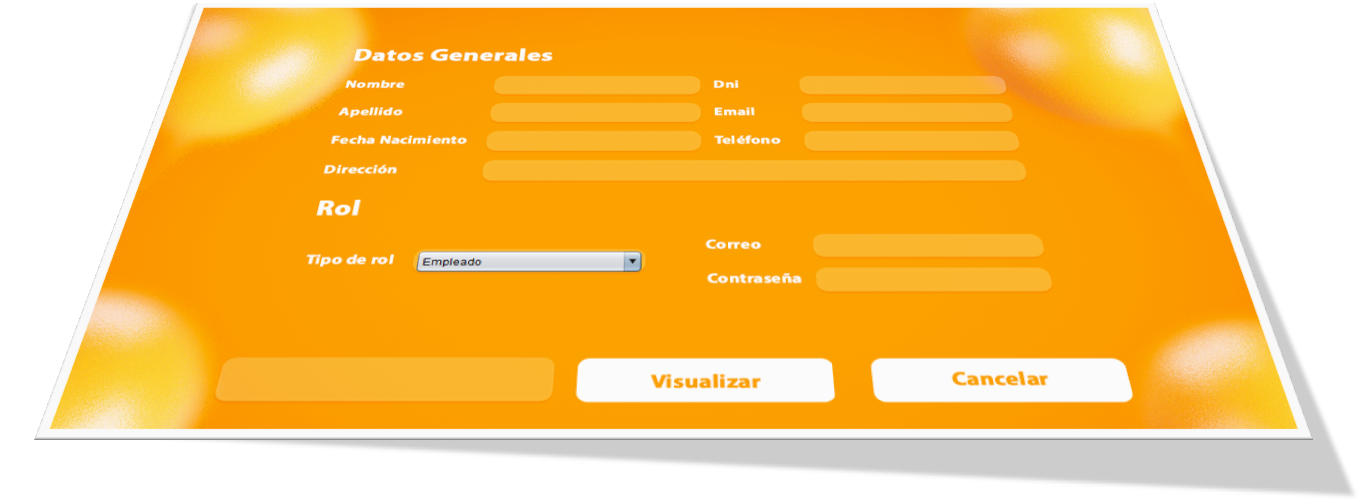 Datos Generales
Nombre Dni
Apellido Email
Fecha Nacimiento Teléfono
Dirección
Rol
Correo
Tipo de rol Empleado
Contraseña
Visualizar Cancelar